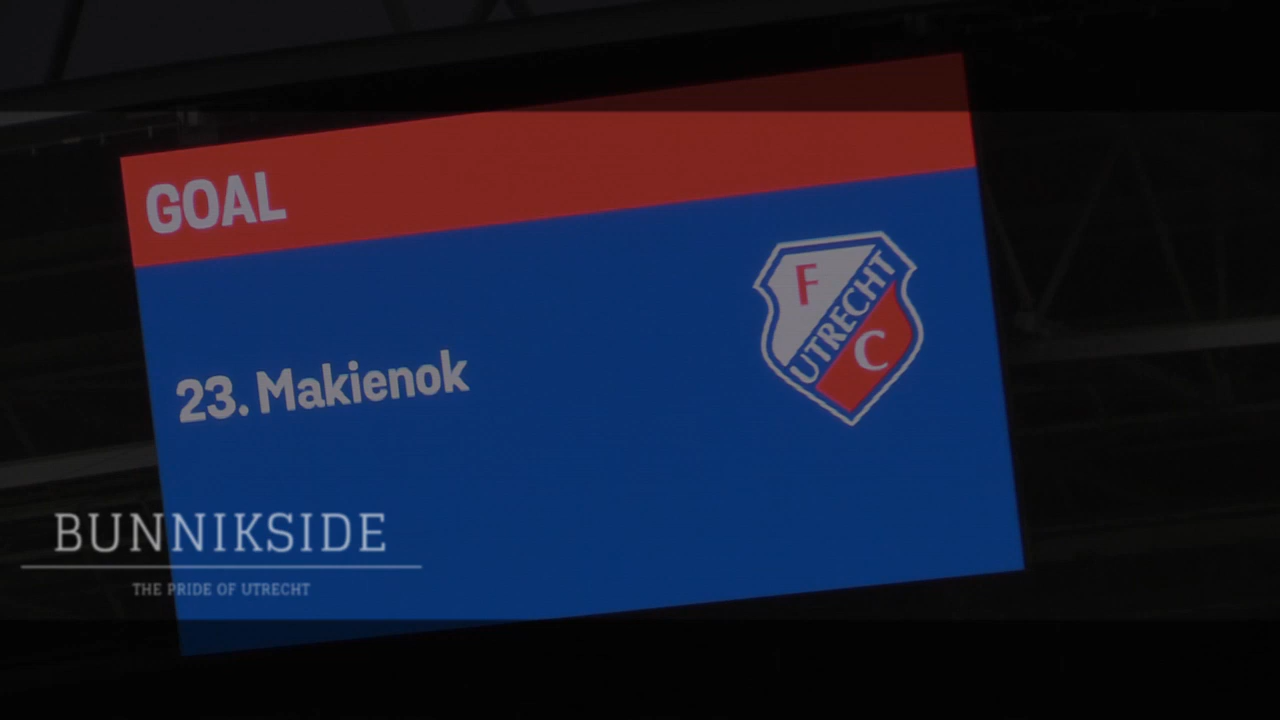 GOAL
F
UTRECHT
C
23. Makienok
BUNNIKSIDE
THE PRIDE OF UTRECHT